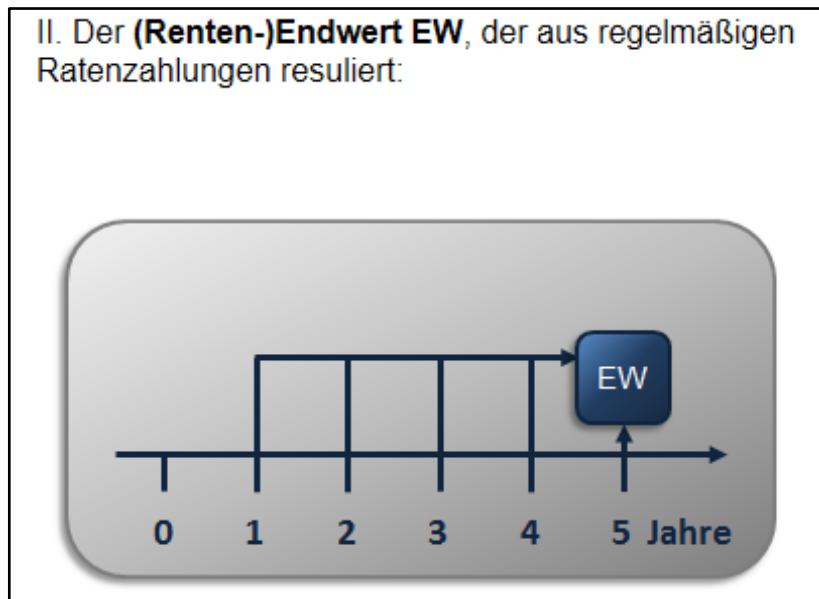 II. Der (Renten-)Endwert EW, der aus regelmäßigen
Ratenzahlungen resuliert:
EW
0 1 2 3 4 5 Jahre